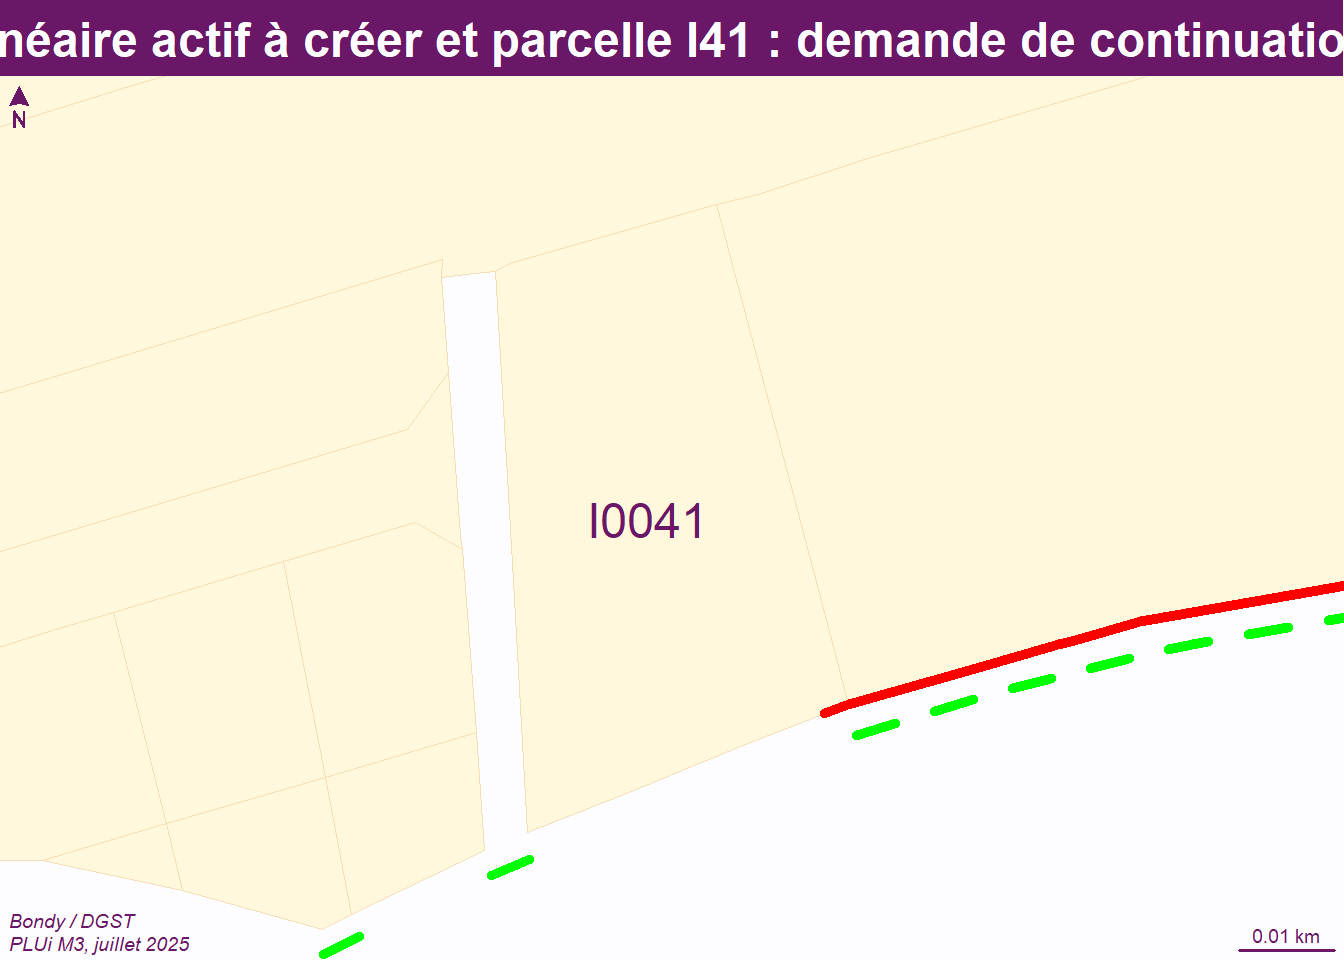 néaire actif à créer et parcelle I41 : demande de continuatio
N
I0041
Bondy / DGST
PLUi M3, juillet 2025
0.01 km